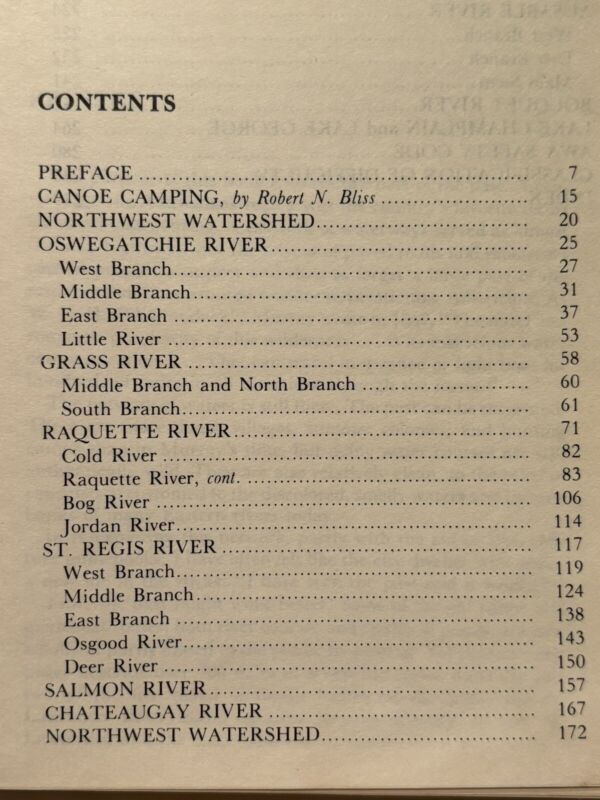 CONTENTS
PREFACE ............................................................ 7
CANOE CAMPING, by Robert N. Bliss ...................... 15
NORTHWEST WATERSHED................................ 20
OSWEGATCHIE RIVER........................................ 25
West Branch...................................................... 27
Middle Branch................................................... 31
East Branch ...................................................... 37
Little River ....................................................... 53
GRASS RIVER ..................................................... 58
Middle Branch and North Branch ......................... 60
South Branch..................................................... 61
RAQUETTE RIVER.............................................. 71
Cold River ........................................................ 82
Raquette River, cont. .......................................... 83
Bog River ......................................................... 106
Jordan River...................................................... 114
ST. REGIS RIVER ................................................ 117
West Branch...................................................... 119
Middle Branch................................................... 124
East Branch ...................................................... 138
Osgood River..................................................... 143
Deer River ........................................................ 150
SALMON RIVER.................................................. 157
CHATEAUGAY RIVER ......................................... 167
NORTHWEST WATERSHED................................ 172